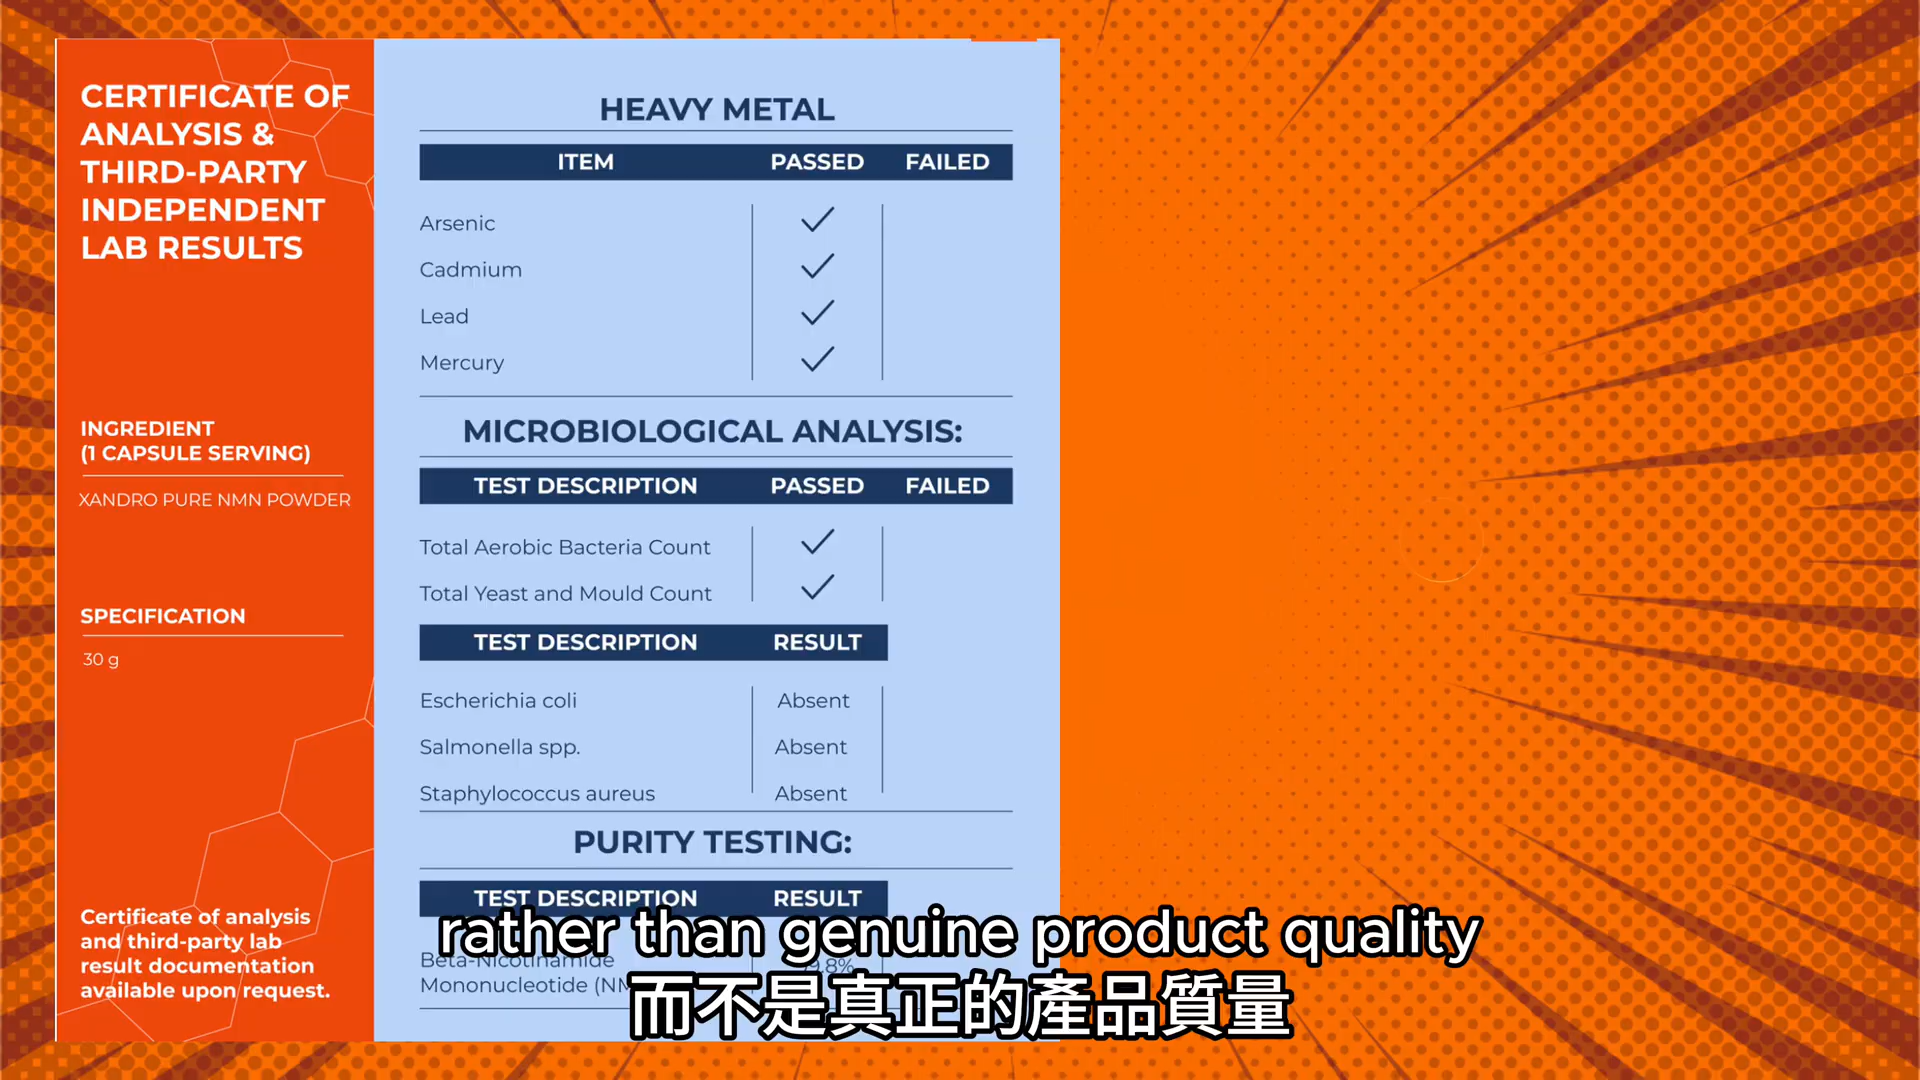 CERTIFICATE OF
ANALYSIS &
THIRD-PARTY
INDEPENDENT
LAB RESULTS
INGREDIENT
(1 CAPSULE SERVING)
XANDRO PURE NMN POWDER
SPECIFICATION
30 g
Certificate of analysis
and third-party lab
result documentation
available upon request.
HEAVY METAL
ITEM PASSED FAILED
Arsenic
Cadmium
Lead
Mercury
MICROBIOLOGICAL ANALYSIS:
TEST DESCRIPTION PASSED FAILED
Total Aerobic Bacteria Count
Total Yeast and Mould Count
TEST DESCRIPTION RESULT
Escherichia coli Absent
Salmonella spp. Absent
Staphylococcus aureus Absent
PURITY TESTING:
TEST DESCRIPTION RESULT
Beta-Nicotinamide
Mononucleotide
rather than genuine product quality
而不是真正的產品質量